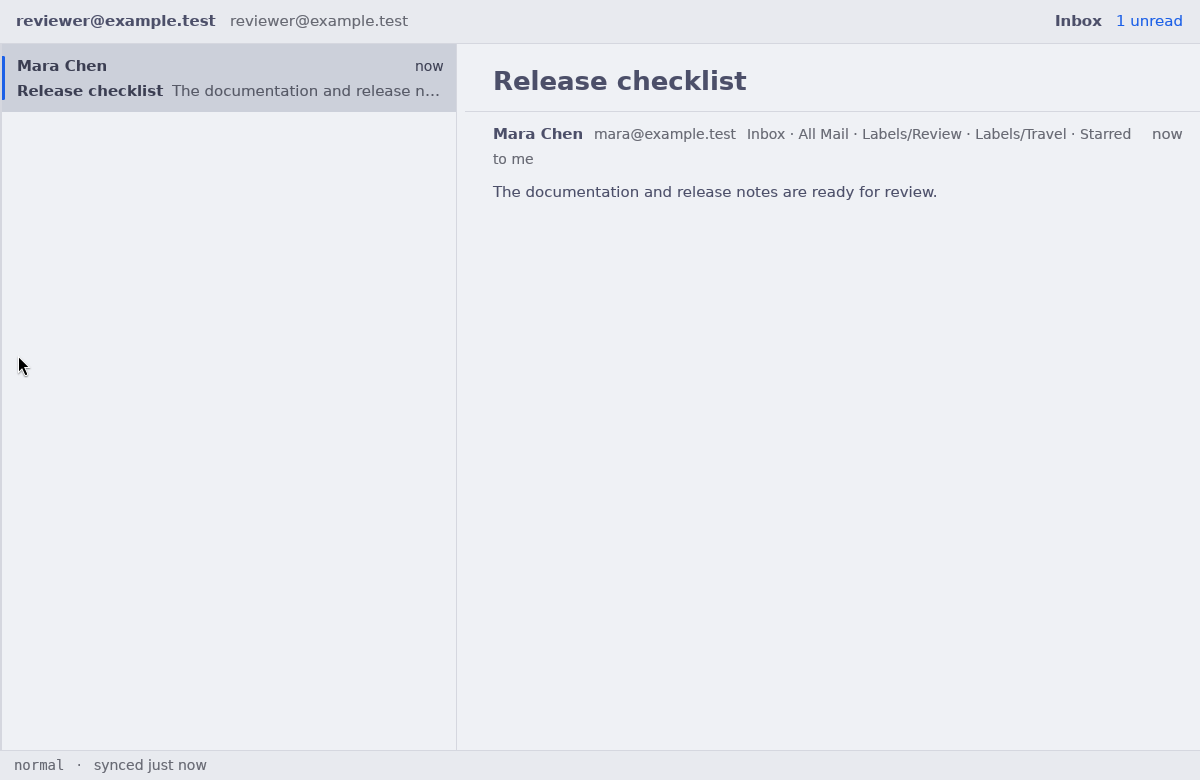 reviewer@example.test reviewer@example.test Inbox 1 unread
Mara Chen now
Release checklist The documentation and release n…
Release checklist
Mara Chen mara@example.test Inbox · All Mail · Labels/Review · Labels/Travel · Starred now
to me
The documentation and release notes are ready for review.
normal · synced just now